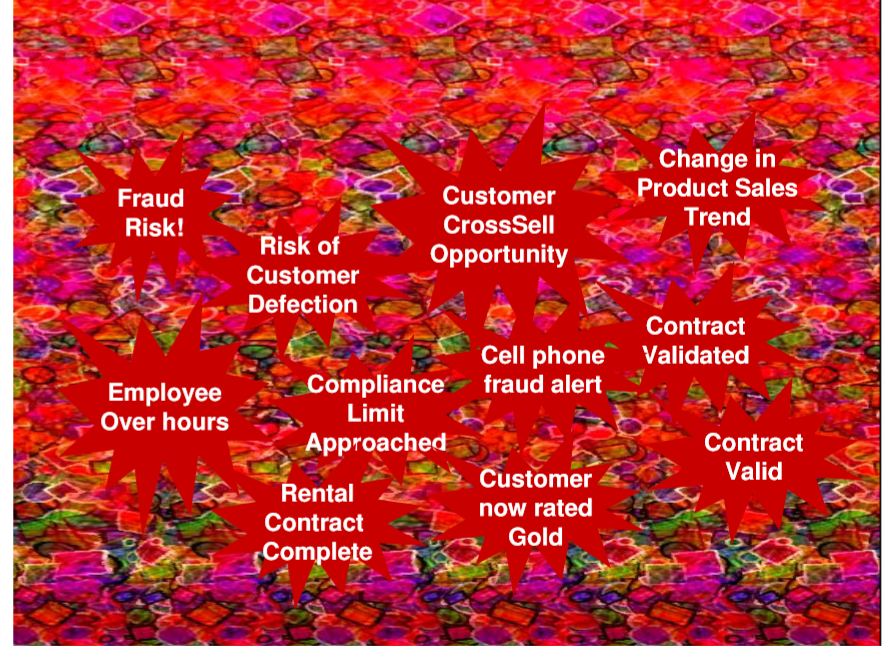 Fraud
Risk!
Risk of
Customer
Defection
Customer
CrossSell
Opportunity
Change in
Product Sales
Trend
Employee
Over hours
Compliance
Limit
Approached
Cell phone
fraud alert
Contract
Validated
Contract
Valid
Rental
Contract
Complete
Customer
now rated
Gold